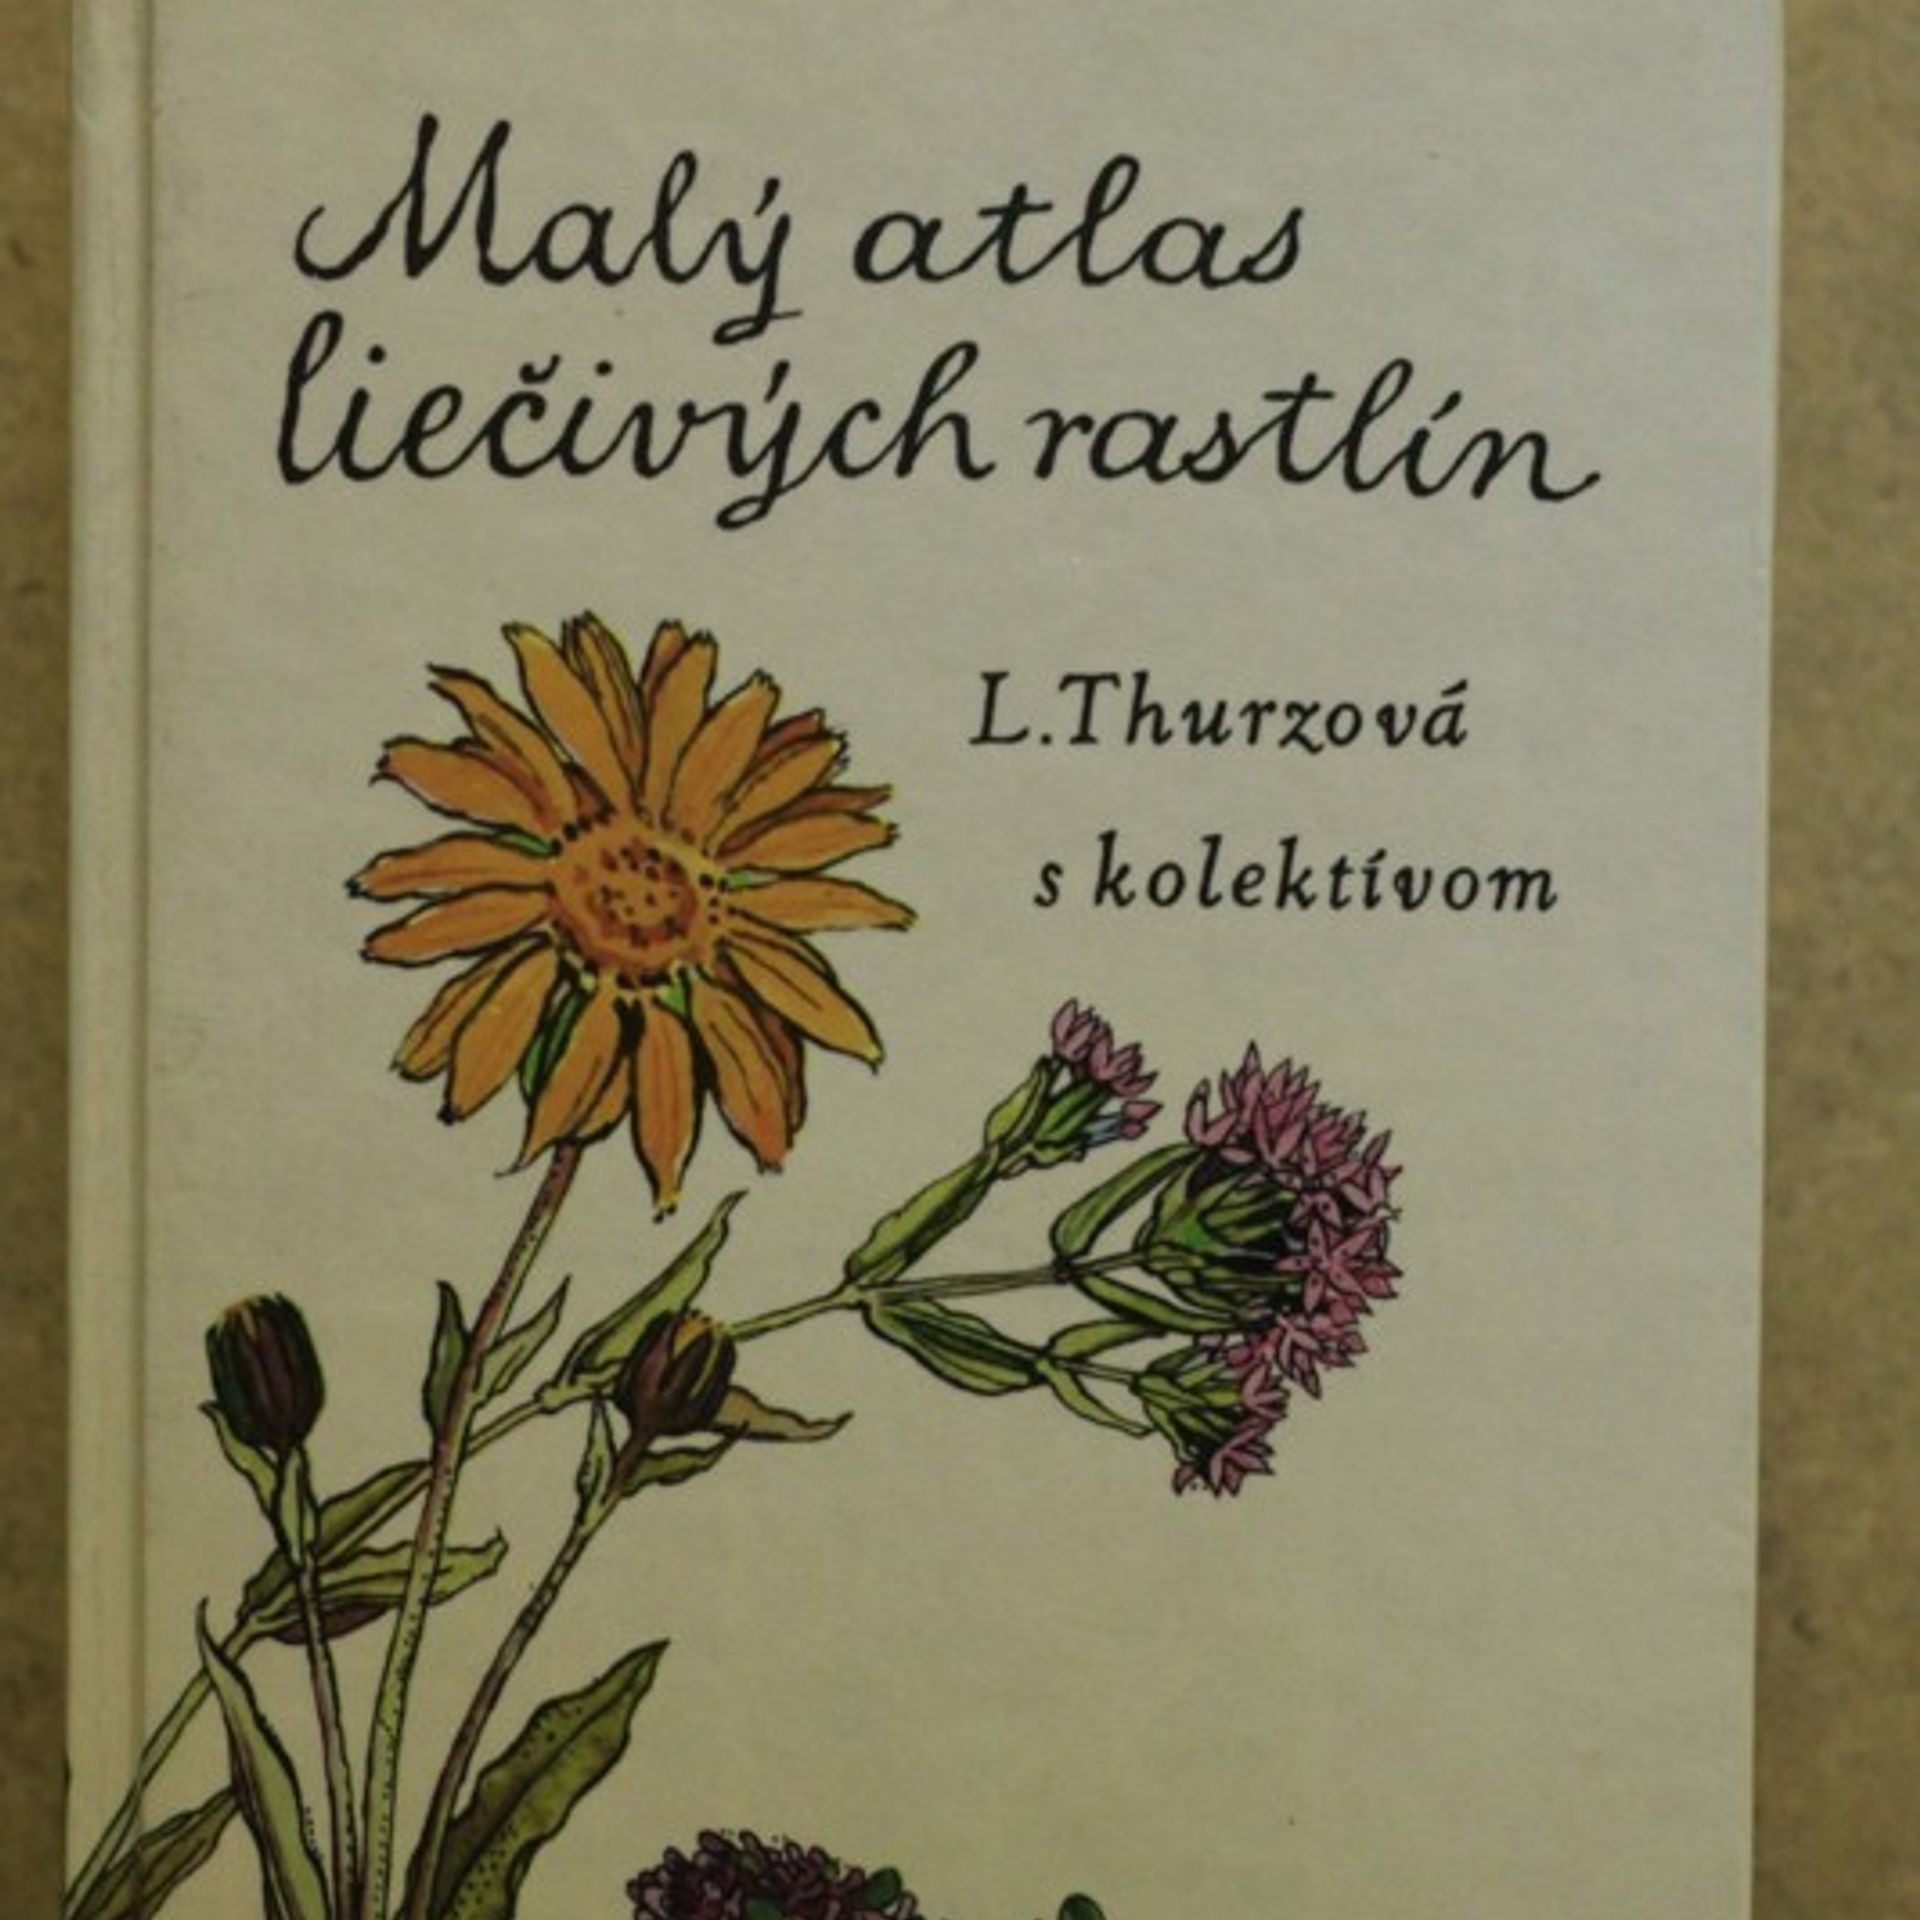 Malý atlas
liečivých rastlín
L. Thurzová
s kolektívom